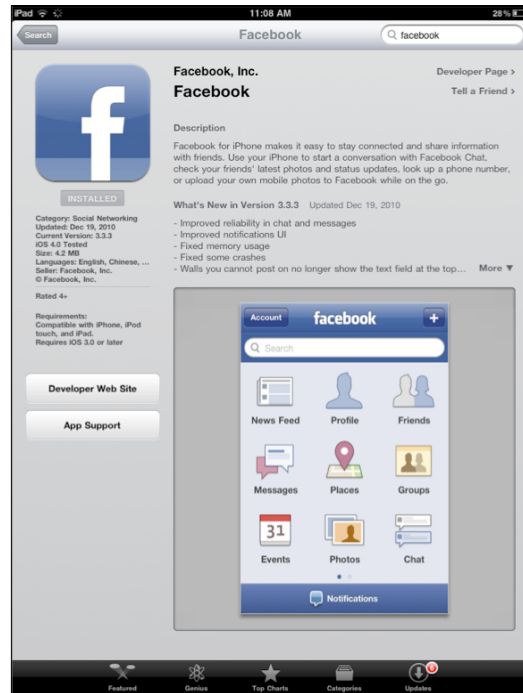 iPad 11:08 AM 28%
Search Facebook facebook
f
Facebook, Inc. Developer Page >
Facebook Tell a Friend >
Description
Facebook for iPhone makes it easy to stay connected and share information
with friends. Use your iPhone to start a conversation with Facebook Chat,
check your friends' latest photos and status updates, look up a phone number,
or upload your own mobile photos to Facebook while on the go.
INSTALLED
What's New in Version 3.3.3 Updated Dec 19, 2010
- Improved reliability in chat and messages
- Improved notifications UI
- Fixed memory usage
- Fixed some crashes
- Walls you cannot post on no longer show the text field at the top... More ▼
Category: Social Networking
Updated: Dec 19, 2010
Current Version: 3.3.3
iOS 4.0 Tested
Size: 4.2 MB
Languages: English, Chinese, ...
Seller: Facebook, Inc.
© Facebook, Inc.
Rated 4+
Requirements:
Compatible with iPhone, iPod
touch, and iPad.
Requires iOS 3.0 or later
Developer Web Site
App Support
Account facebook +
Search
News Feed Profile Friends
Messages Places Groups
31
Events Photos Chat
Notifications
Featured Genius Top Charts Categories Updates